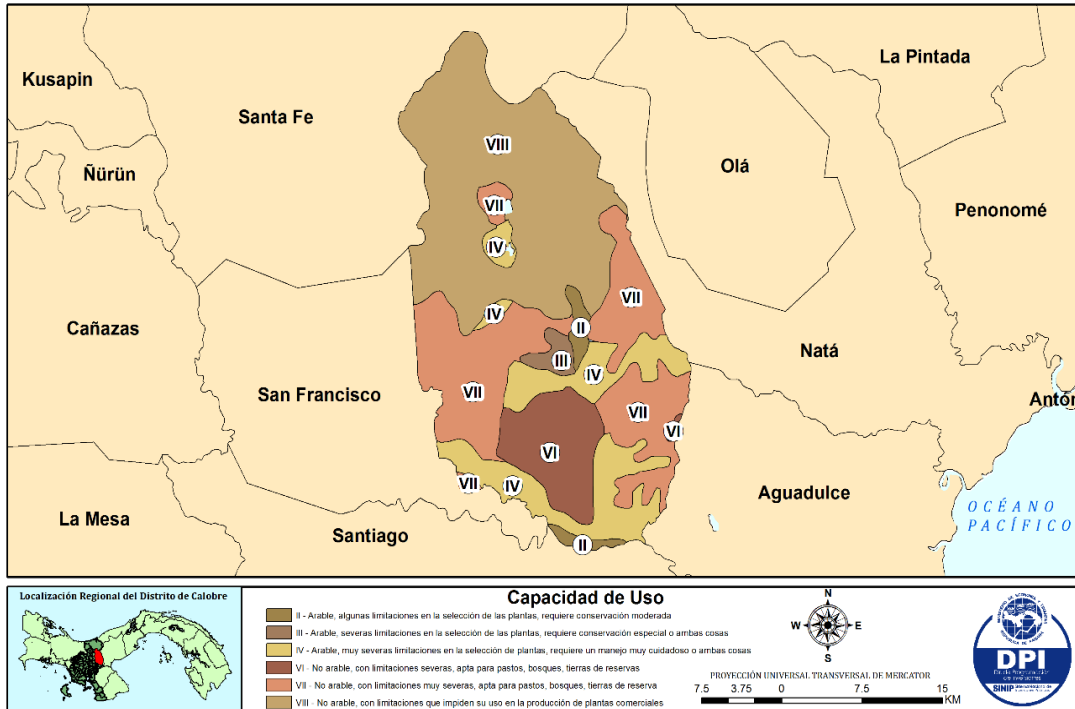 La Pintada
Kusapin
Santa Fe
VIII
Olá
Ñürün
VII
Penonomé
IV
VII
IV
Cañazas
II
Natá
III
IV
San Francisco
VII
VII
Antón
VI
VI
VII
IV
Aguadulce
La Mesa
Santiago
II
OCÉANO
PACÍFICO
Localización Regional del Distrito de Calobre
Capacidad de Uso
II - Arable, algunas limitaciones en la selección de las plantas, requiere conservación moderada
III - Arable, severas limitaciones en la selección de las plantas, requiere conservación especial o ambas cosas
IV - Arable, muy severas limitaciones en la selección de plantas, requiere un manejo muy cuidadoso o ambas cosas
VI - No arable, con limitaciones severas, apta para pastos, bosques, tierras de reservas
VII - No arable, con limitaciones muy severas, apta para pastos, bosques, tierras de reserva
VIII - No arable, con limitaciones que impiden su uso en la producción de plantas comerciales
N
W E
S
PROYECCIÓN UNIVERSAL TRANSVERSAL DE MERCATOR
7.5 3.75 0 7.5 15
KM
DPI
SINIP